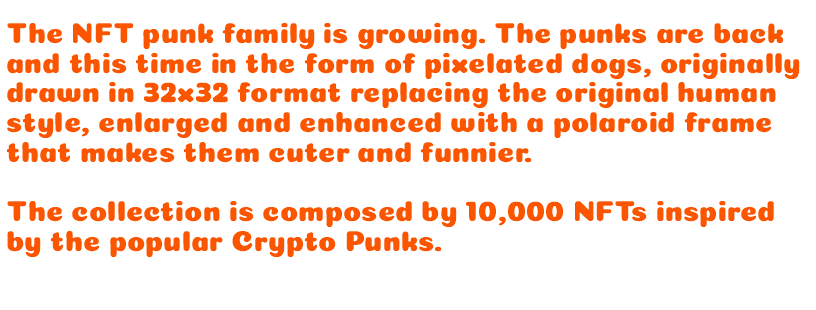 The NFT punk family is growing. The punks are back
and this time in the form of pixelated dogs, originally
drawn in 32x32 format replacing the original human
style, enlarged and enhanced with a polaroid frame
that makes them cuter and funnier.
The collection is composed by 10,000 NFTs inspired
by the popular Crypto Punks.